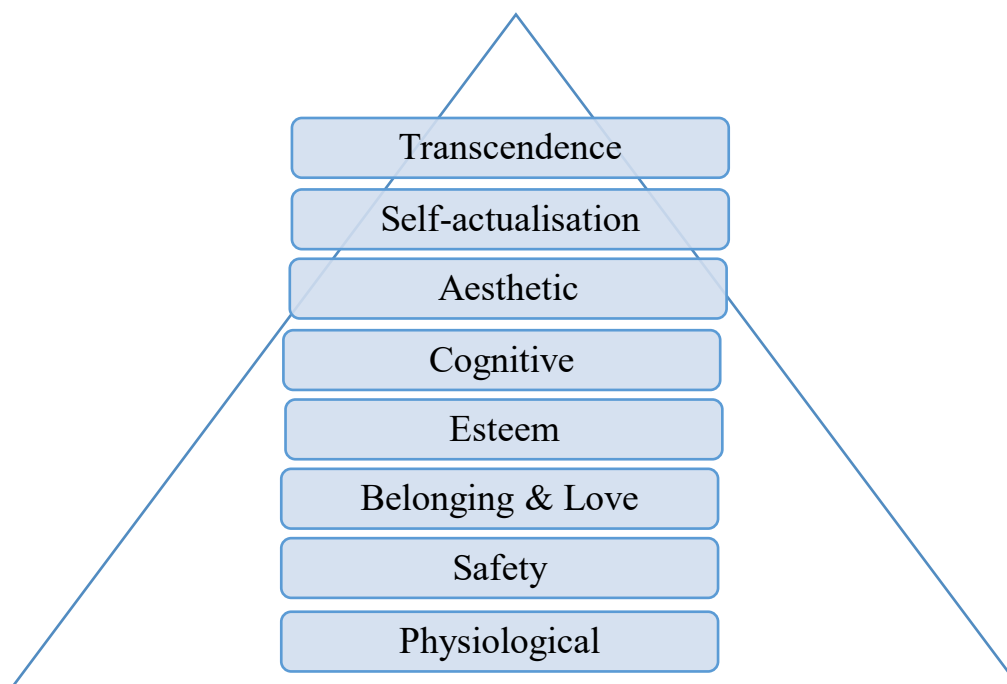 Transcendence
Self-actualisation
Aesthetic
Cognitive
Esteem
Belonging & Love
Safety
Physiological